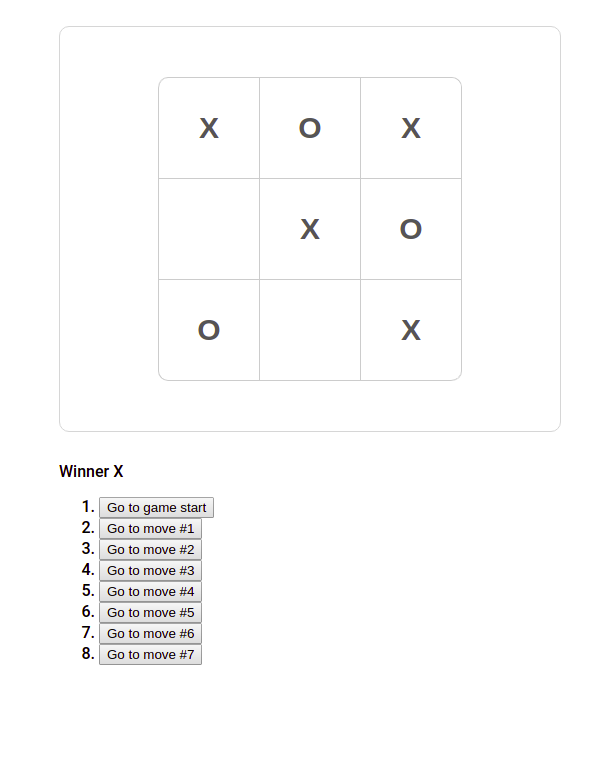 X O X
X O
O X
Winner X
1. Go to game start
2. Go to move #1
3. Go to move #2
4. Go to move #3
5. Go to move #4
6. Go to move #5
7. Go to move #6
8. Go to move #7